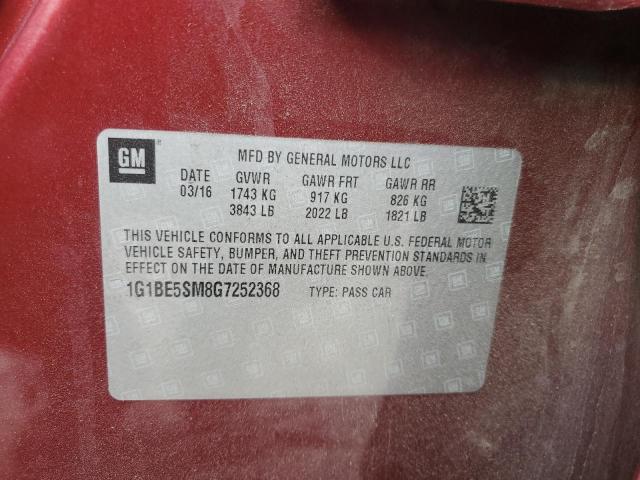 GM
MFD BY GENERAL MOTORS LLC
DATE GVWR GAWR FRT GAWR RR
03/16 1743 KG 917 KG 826 KG
3843 LB 2022 LB 1821 LB
THIS VEHICLE CONFORMS TO ALL APPLICABLE U.S. FEDERAL MOTOR
VEHICLE SAFETY, BUMPER, AND THEFT PREVENTION STANDARDS IN
EFFECT ON THE DATE OF MANUFACTURE SHOWN ABOVE.
1G1BE5SM8G7252368 TYPE: PASS CAR